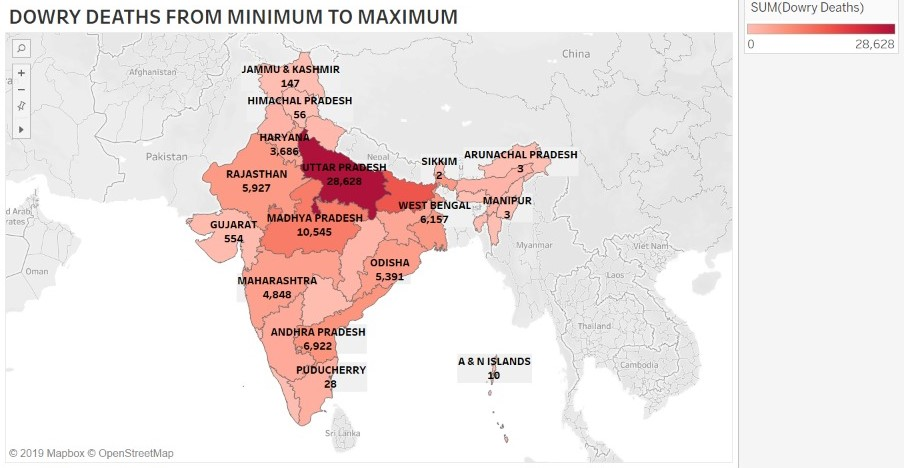 DOWRY DEATHS FROM MINIMUM TO MAXIMUM
SUM(Dowry Deaths)
0
28,628
China
Afghanistan
JAMMU & KASHMIR
147
HIMACHAL PRADESH
56
HARYANA
3,686
Pakistan
Nepal
UTTAR PRADESH
28,628
SIKKIM
2
ARUNACHAL PRADESH
3
RAJASTHAN
5,927
WEST BENGAL
6,157
MANIPUR
3
MADHYA PRADESH
10,545
GUJARAT
554
Oman
Myanmar
Viet Nam
Laos
ODISHA
5,391
MAHARASHTRA
4,848
Thailand
ANDHRA PRADESH
6,922
Cambodia
PUDUCHERRY
28
A & N ISLANDS
10
Sri Lanka
© 2019 Mapbox © OpenStreetMap